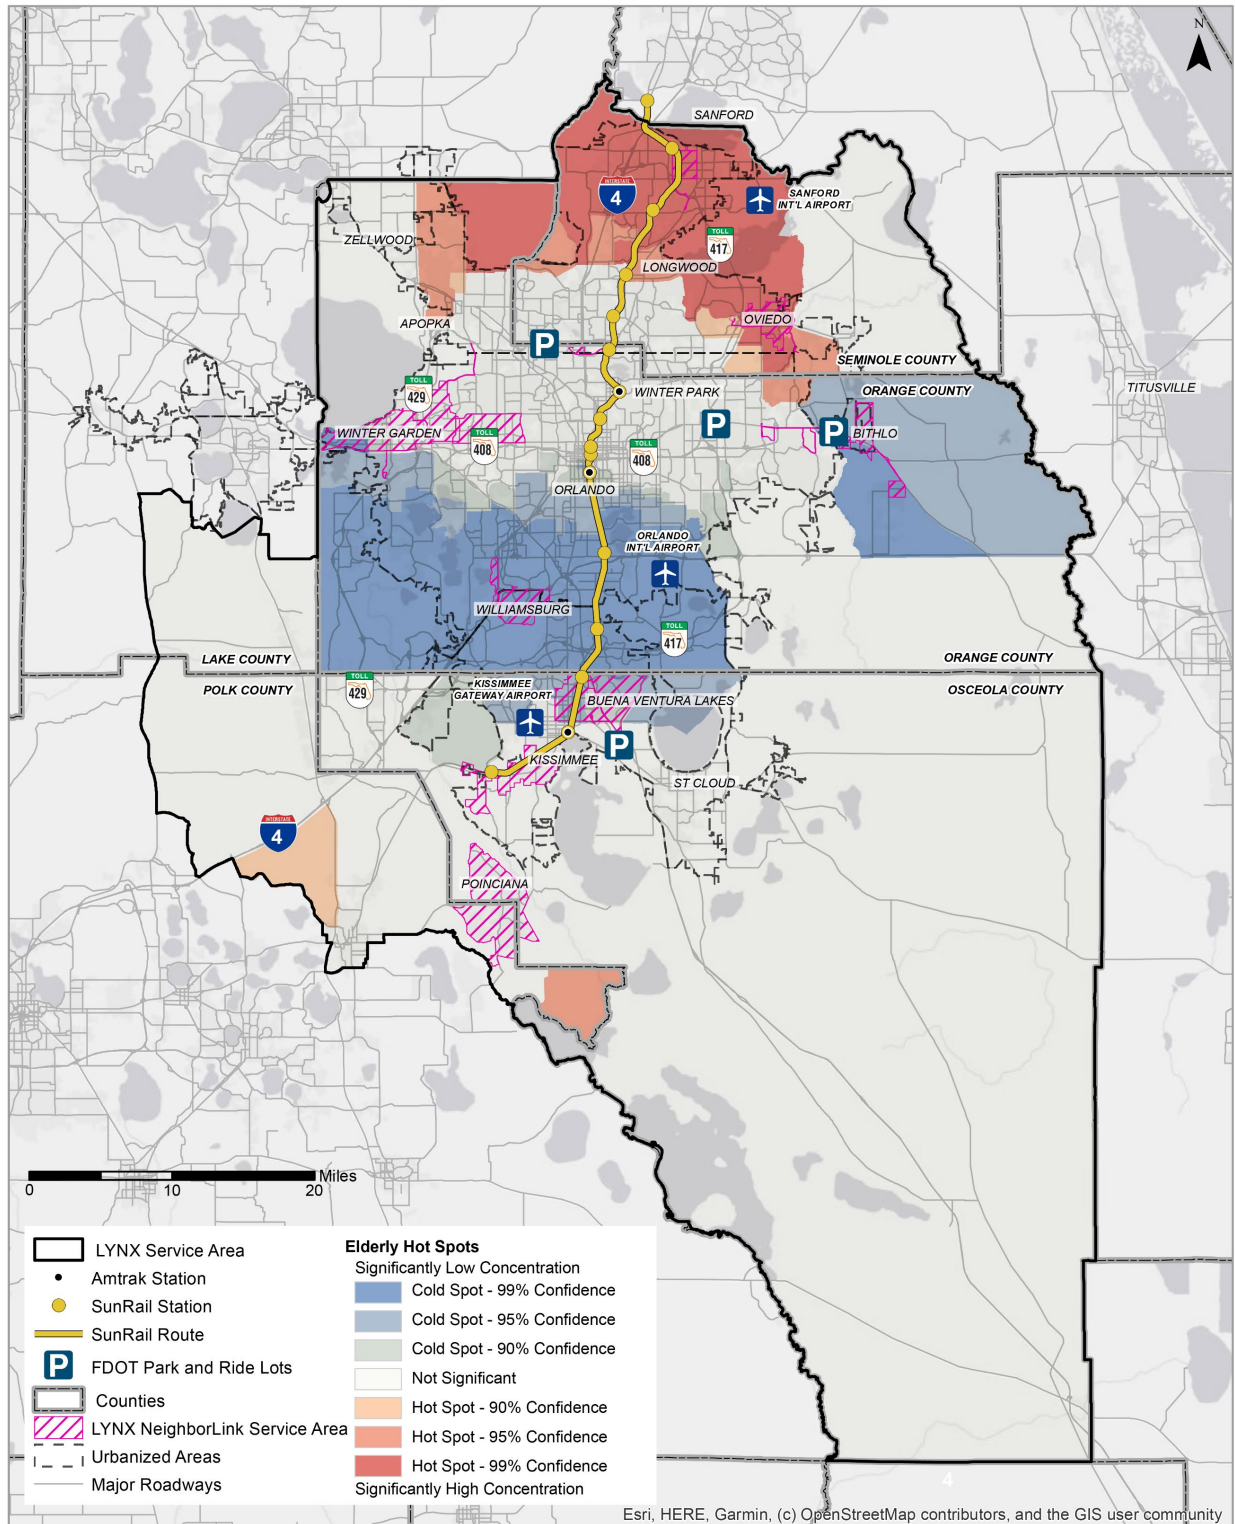 N
SANFORD
INTERSTATE
4
SANFORD
INT'L AIRPORT
ZELLWOOD
TOLL
417
LONGWOOD
APOPKA
OVIEDO
P
SEMINOLE COUNTY
TOLL
429
WINTER PARK
ORANGE COUNTY
TITUSVILLE
WINTER GARDEN
TOLL
408
TOLL
408
P
P
BITHLO
ORLANDO
ORLANDO
INT'L AIRPORT
WILLIAMSBURG
TOLL
417
LAKE COUNTY
ORANGE COUNTY
POLK COUNTY
TOLL
429
KISSIMMEE
GATEWAY AIRPORT
BUENA VENTURA LAKES
OSCEOLA COUNTY
P
KISSIMMEE
ST CLOUD
INTERSTATE
4
POINCIANA
Miles
0 10 20
LYNX Service Area
Amtrak Station
SunRail Station
SunRail Route
P FDOT Park and Ride Lots
Counties
LYNX NeighborLink Service Area
Urbanized Areas
Major Roadways
Elderly Hot Spots
Significantly Low Concentration
Cold Spot - 99% Confidence
Cold Spot - 95% Confidence
Cold Spot - 90% Confidence
Not Significant
Hot Spot - 90% Confidence
Hot Spot - 95% Confidence
Hot Spot - 99% Confidence
Significantly High Concentration
4
Esri, HERE, Garmin, (c) OpenStreetMap contributors, and the GIS user community